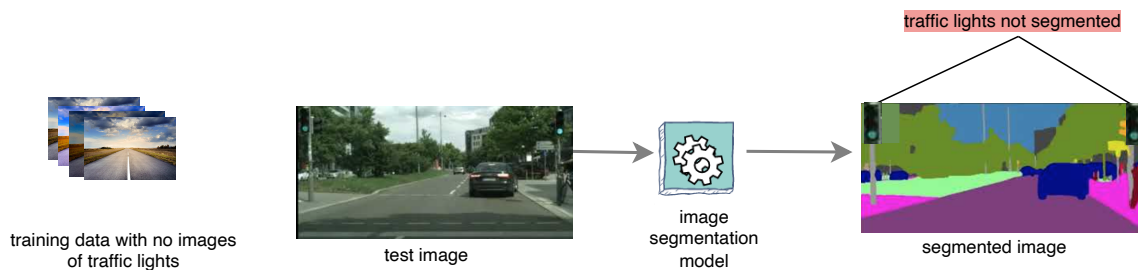 traffic lights not segmented
training data with no images
of traffic lights
test image
image
segmentation
model
segmented image